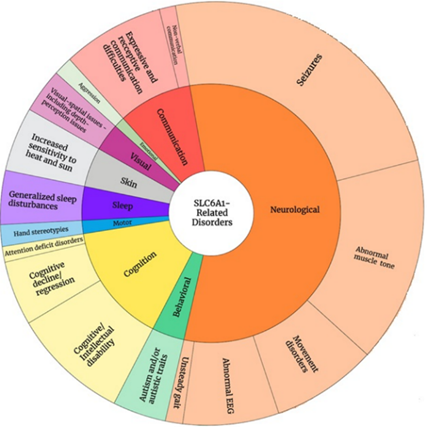 SLC6A1-
Related
Disorders
Neurological
Seizures
Abnormal
muscle tone
Movement
disorders
Abnormal EEG
Unsteady gait
Behavioral
Autism and/or
autistic traits
Cognition
Cognitive/
Intellectual
disability
Cognitive
decline/
regression
Attention deficit disorders
Motor
Hand stereotypies
Sleep
Generalized sleep
disturbances
Skin
Increased
sensitivity to
heat and sun
Visual
Visual-spatial issues -
including depth-
perception issues
Aggression
Communication
Expressive and
receptive
communication
difficulties
Non-verbal
communication